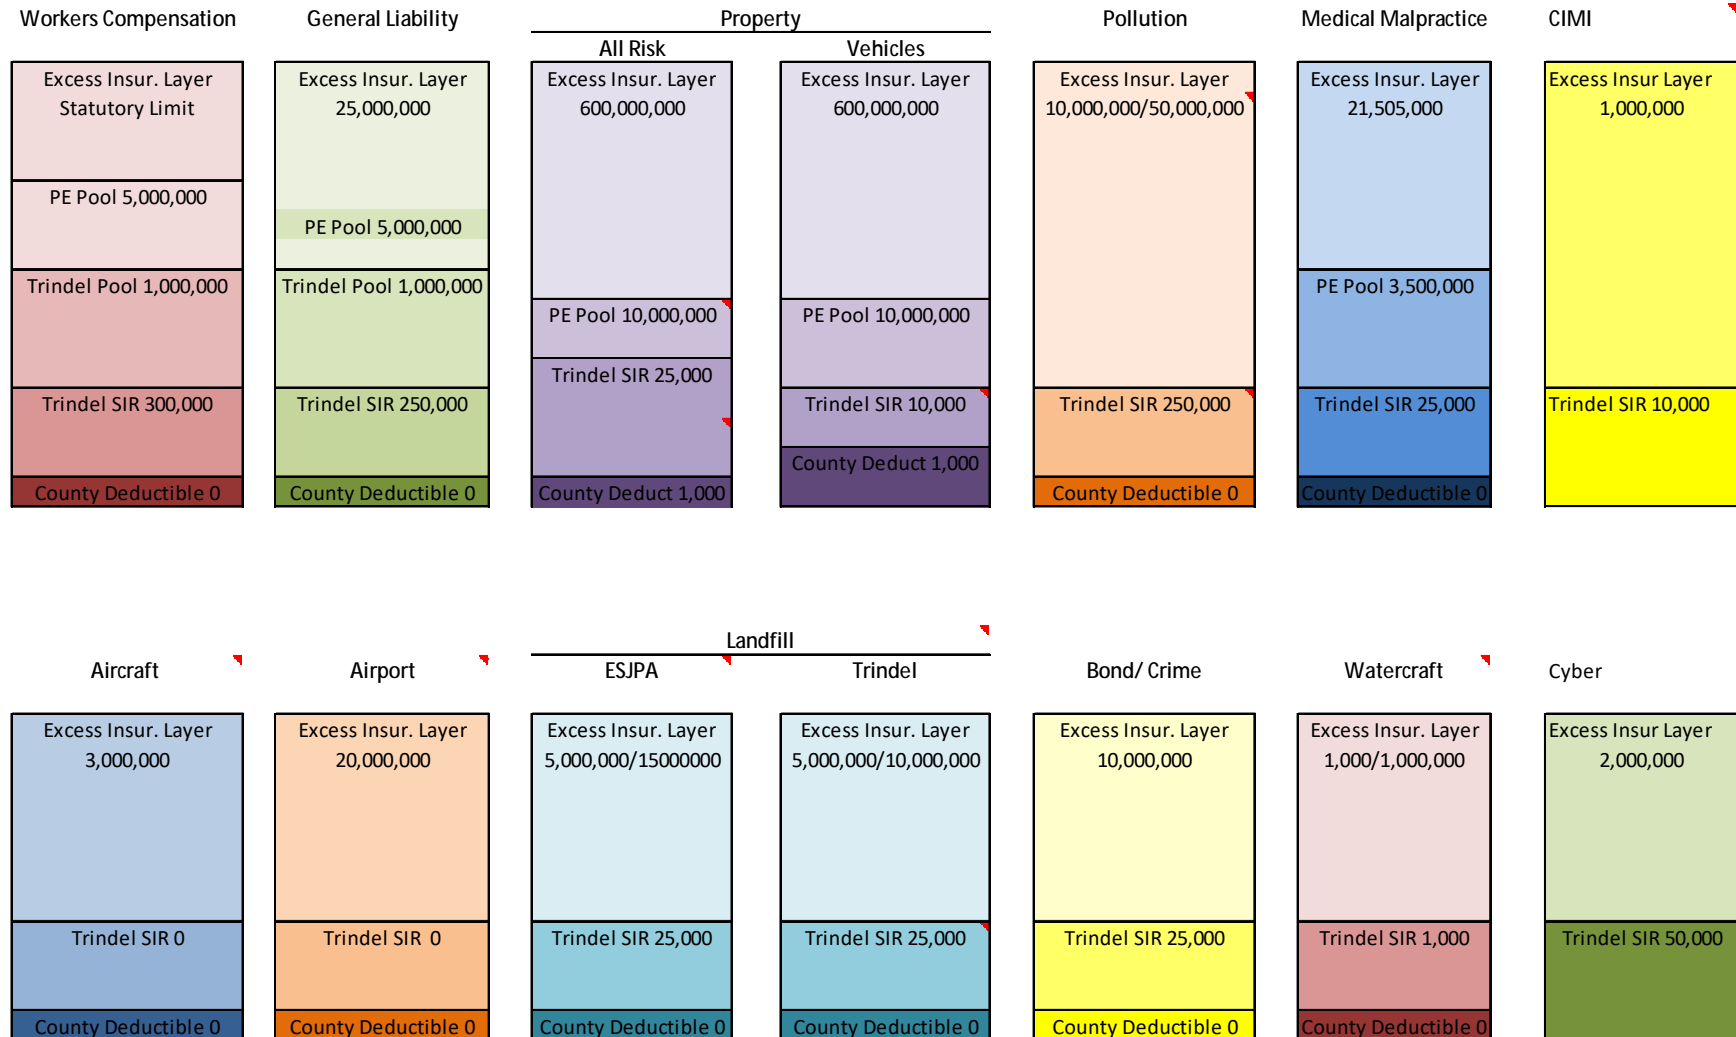 Workers Compensation
General Liability
Property
Pollution
Medical Malpractice
CIMI
All Risk
Vehicles
Excess Insur. Layer
Statutory Limit
PE Pool 5,000,000
Trindel Pool 1,000,000
Trindel SIR 300,000
County Deductible 0
Excess Insur. Layer
25,000,000
PE Pool 5,000,000
Trindel Pool 1,000,000
Trindel SIR 250,000
County Deductible 0
Excess Insur. Layer
600,000,000
PE Pool 10,000,000
Trindel SIR 25,000
County Deduct 1,000
Excess Insur. Layer
600,000,000
PE Pool 10,000,000
Trindel SIR 10,000
County Deduct 1,000
Excess Insur. Layer
10,000,000/50,000,000
Trindel SIR 250,000
County Deductible 0
Excess Insur. Layer
21,505,000
PE Pool 3,500,000
Trindel SIR 25,000
County Deductible 0
Excess Insur Layer
1,000,000
Trindel SIR 10,000
Landfill
Aircraft
Airport
ESJPA
Trindel
Bond/ Crime
Watercraft
Cyber
Excess Insur. Layer
3,000,000
Trindel SIR 0
County Deductible 0
Excess Insur. Layer
20,000,000
Trindel SIR 0
County Deductible 0
Excess Insur. Layer
5,000,000/15000000
Trindel SIR 25,000
County Deductible 0
Excess Insur. Layer
5,000,000/10,000,000
Trindel SIR 25,000
County Deductible 0
Excess Insur. Layer
10,000,000
Trindel SIR 25,000
County Deductible 0
Excess Insur. Layer
1,000/1,000,000
Trindel SIR 1,000
County Deductible 0
Excess Insur Layer
2,000,000
Trindel SIR 50,000